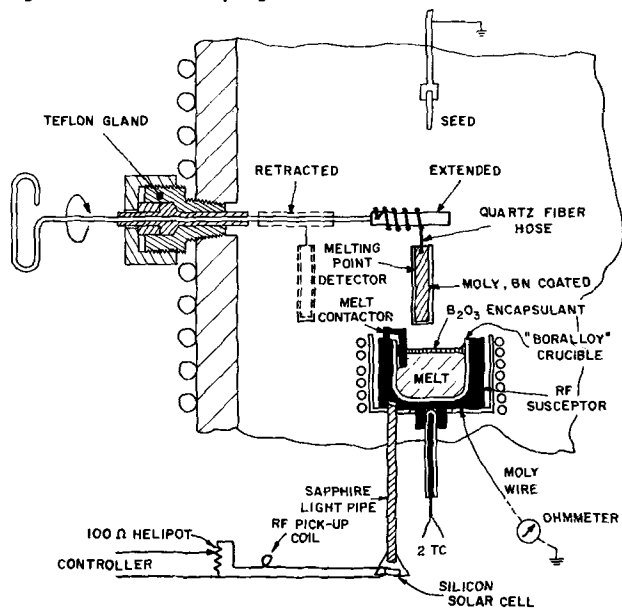 SEED
TEFLON GLAND
RETRACTED
EXTENDED
QUARTZ FIBER
HOSE
MELTING
POINT
DETECTOR
MOLY, BN COATED
MELT
CONTACTOR
B₂O₃ ENCAPSULANT
"BORALLOY"
CRUCIBLE
MELT
RF
SUSCEPTOR
MOLY
WIRE
SAPPHIRE
LIGHT PIPE
OHMMETER
100 Ω HELIPOT
RF PICK-UP
COIL
2 TC
CONTROLLER
SILICON
SOLAR CELL